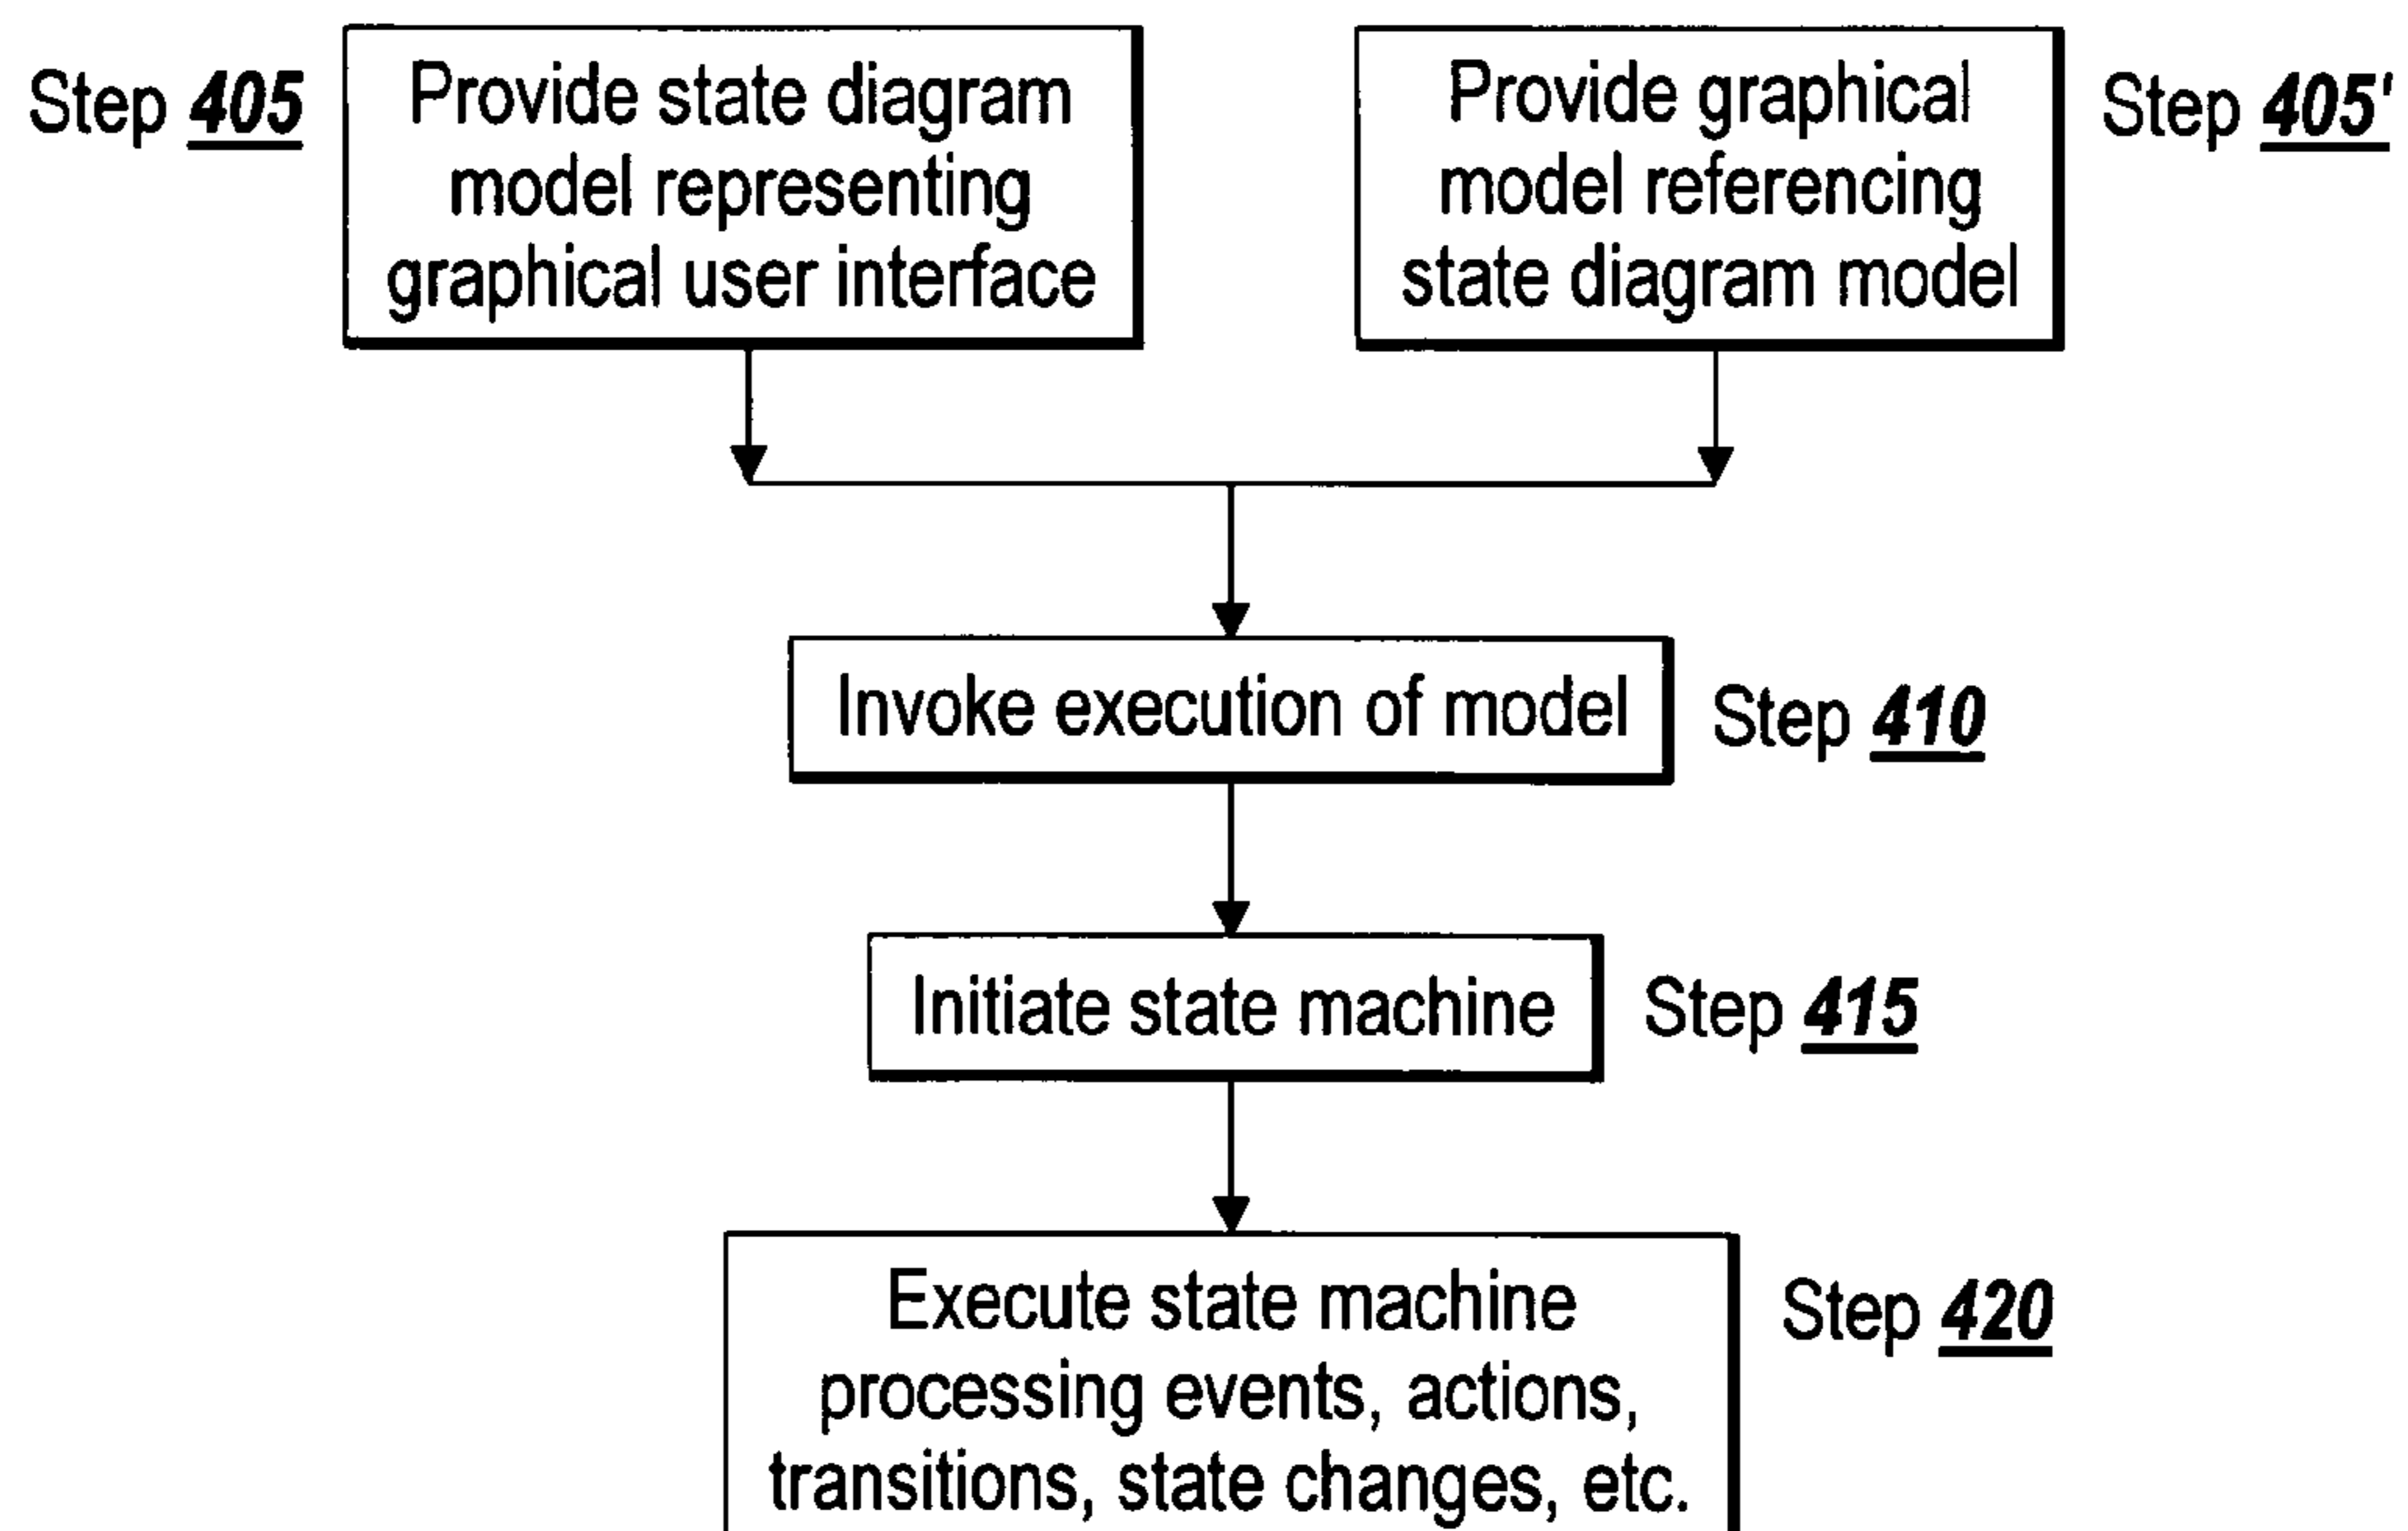 Step 405
Provide state diagram
model representing
graphical user interface
Provide graphical
model referencing
state diagram model
Step 405'
Invoke execution of model
Step 410
Initiate state machine
Step 415
Execute state machine
processing events, actions,
transitions, state changes, etc.
Step 420